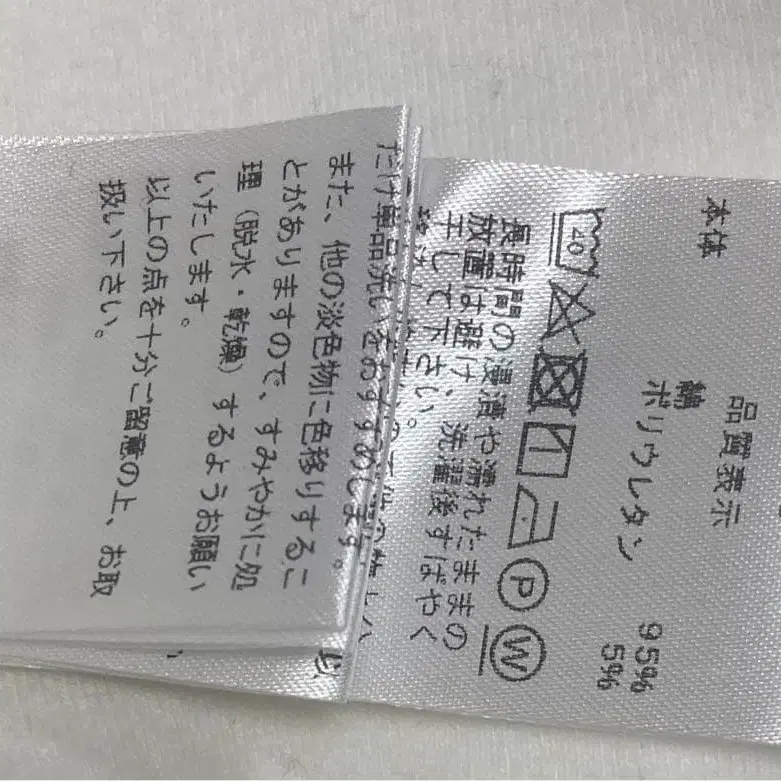 品質表示
本体
綿 95%
ポリウレタン 5%
40
P
W
長時間の浸漬や濡れたままの
放置は避け、洗濯後すばやく
干して下さい。
だけ単品洗いをおすすめします。
また、他の淡色物に色移りするこ
とがありますので、すみやかに処
理（脱水・乾燥）するようお願い
いたします。
以上の点を十分ご留意の上、お取
扱い下さい。